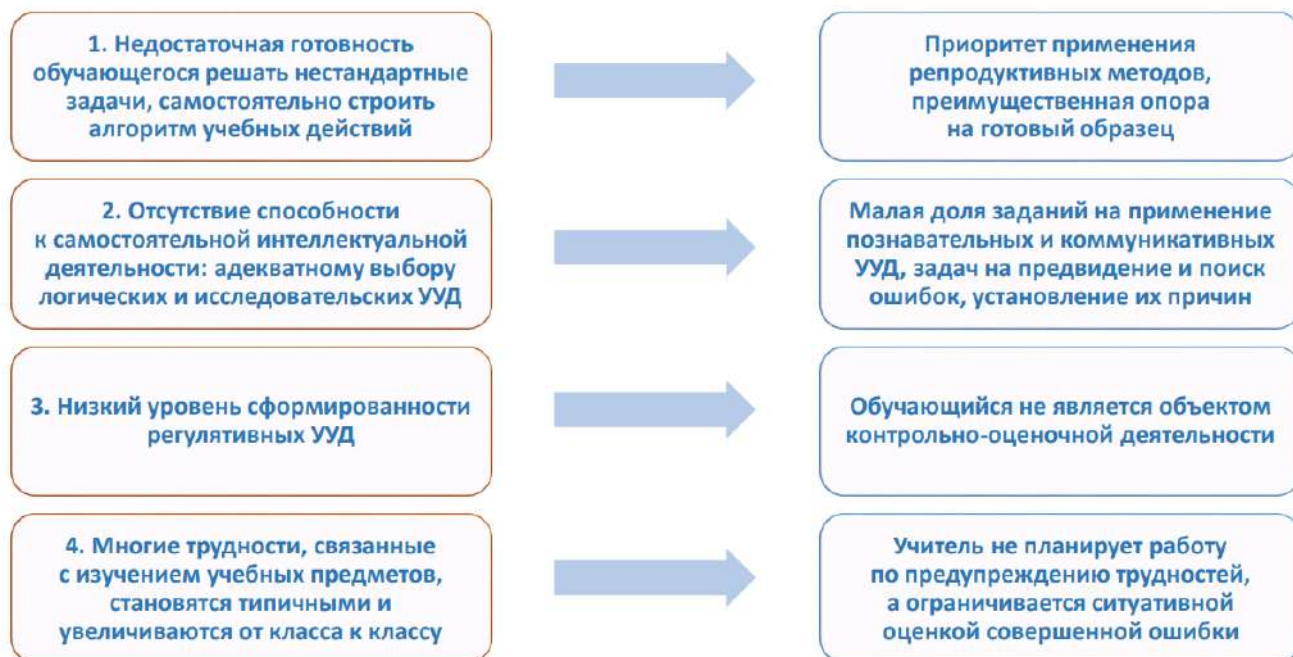 1. Недостаточная готовность
обучающегося решать нестандартные
задачи, самостоятельно строить
алгоритм учебных действий
Приоритет применения
репродуктивных методов,
преимущественная опора
на готовый образец
2. Отсутствие способности
к самостоятельной интеллектуальной
деятельности: адекватному выбору
логических и исследовательских УУД
Малая доля заданий на применение
познавательных и коммуникативных
УУД, задач на предвидение и поиск
ошибок, установление их причин
3. Низкий уровень сформированности
регулятивных УУД
Обучающийся не является объектом
контрольно-оценочной деятельности
4. Многие трудности, связанные
с изучением учебных предметов,
становятся типичными и
увеличиваются от класса к классу
Учитель не планирует работу
по предупреждению трудностей,
а ограничивается ситуативной
оценкой совершенной ошибки